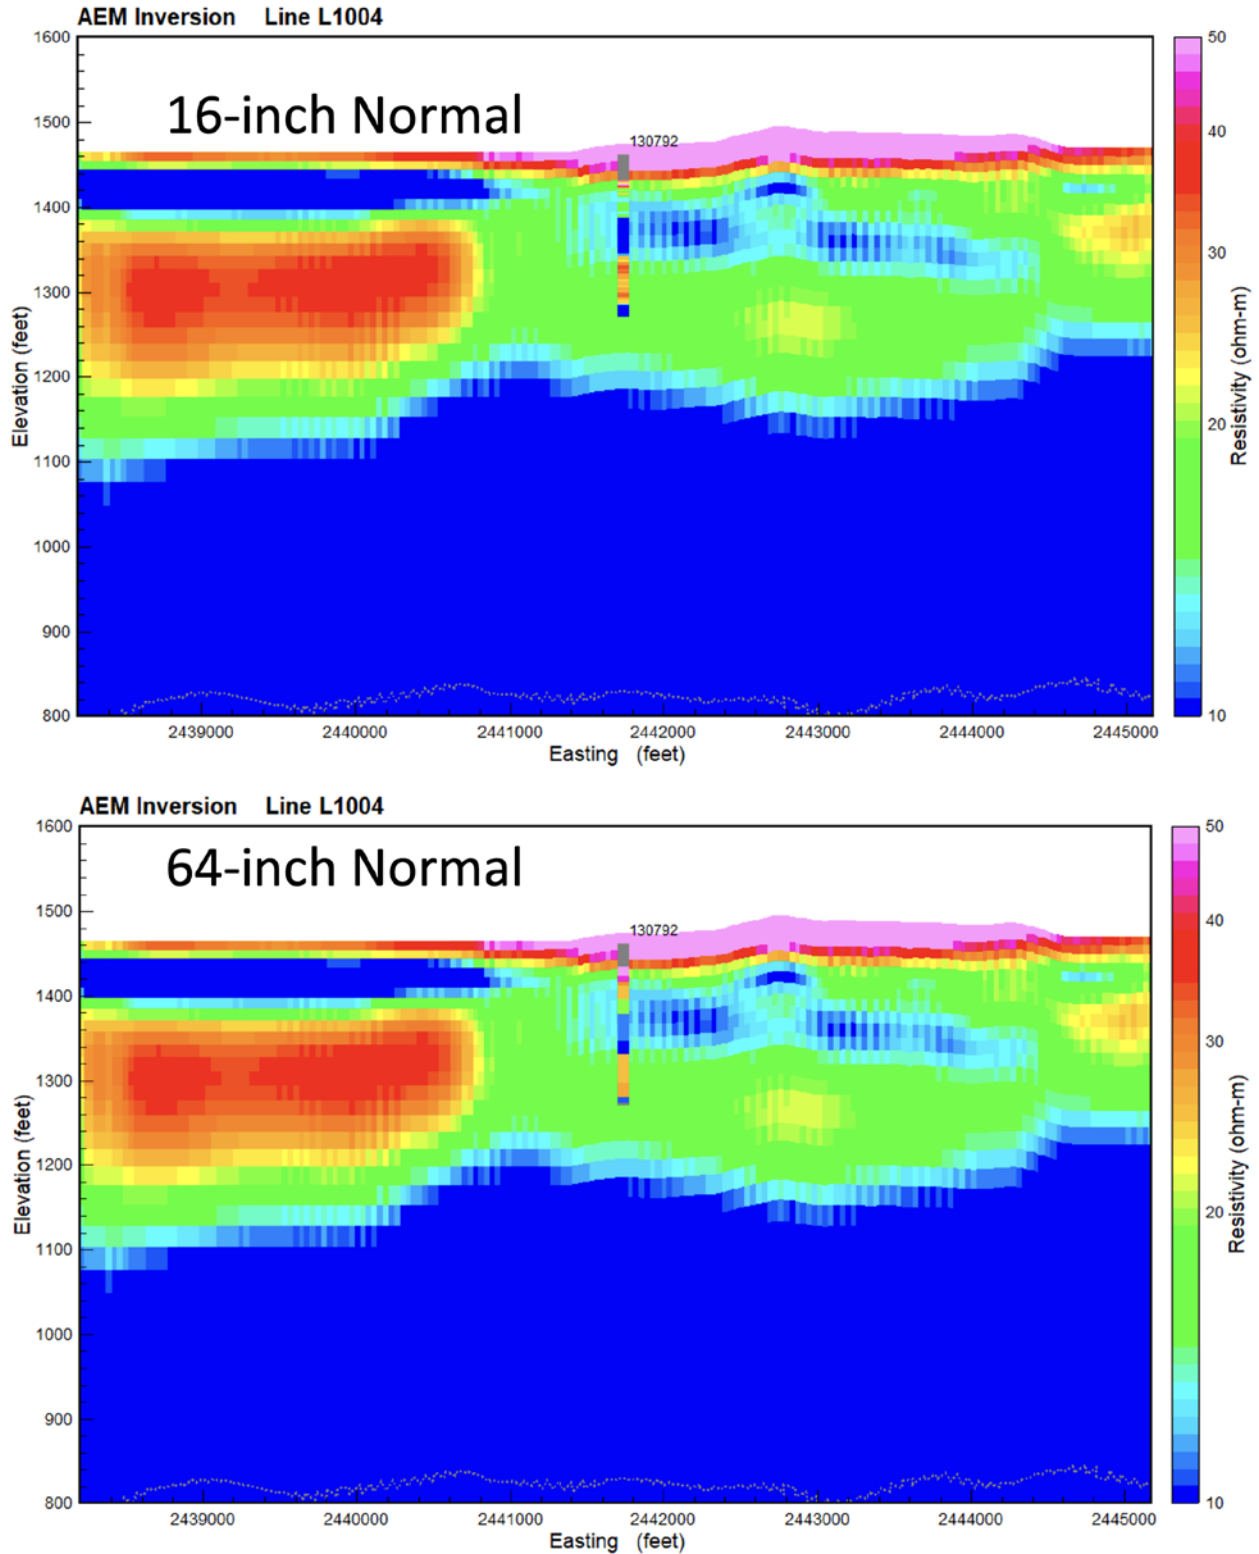 AEM Inversion Line L1004
1600
1500
1400
1300
1200
1100
1000
900
800
Elevation (feet)
16-inch Normal
130792
2439000 2440000 2441000 2442000 2443000 2444000 2445000
Easting (feet)
50
40
30
20
10
Resistivity (ohm-m)
AEM Inversion Line L1004
1600
1500
1400
1300
1200
1100
1000
900
800
Elevation (feet)
64-inch Normal
130792
2439000 2440000 2441000 2442000 2443000 2444000 2445000
Easting (feet)
50
40
30
20
10
Resistivity (ohm-m)